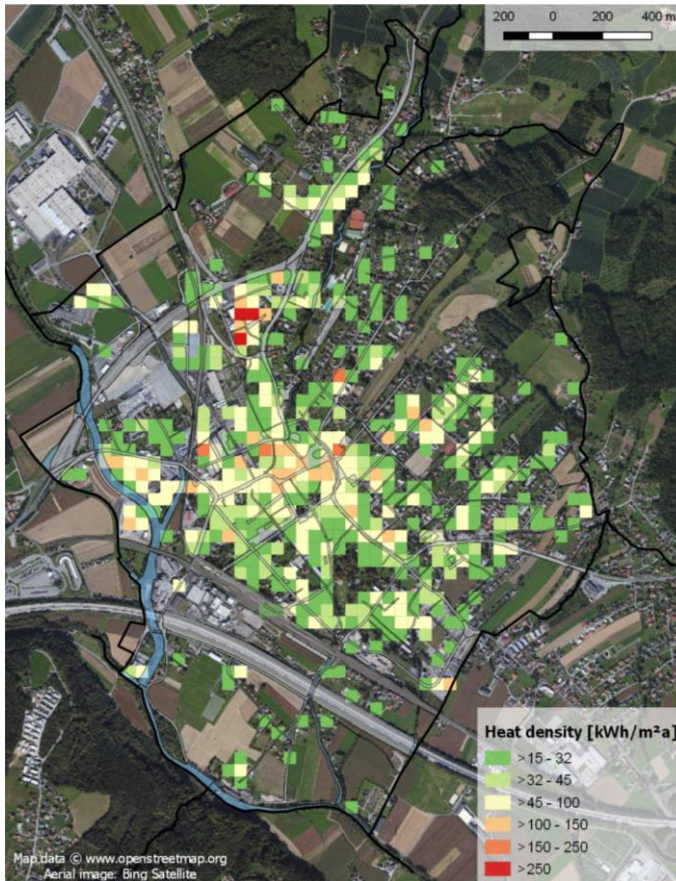 200 0 200 400 m
Heat density [kWh/m²a]
>15 - 32
>32 - 45
>45 - 100
>100 - 150
>150 - 250
>250
Map data © www.openstreetmap.org
Aerial image: Bing Satellite